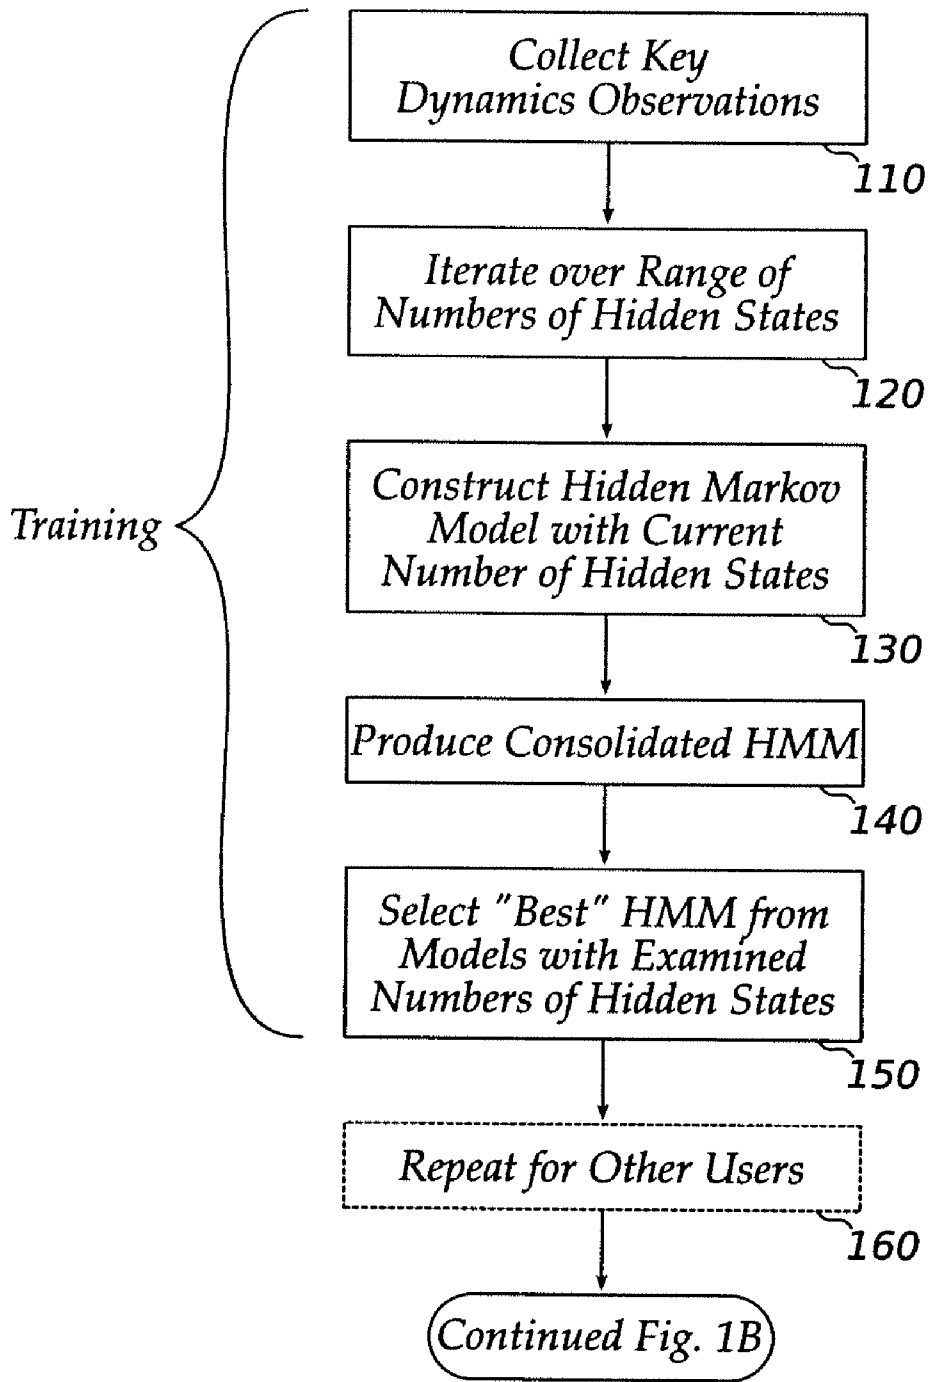 Collect Key
Dynamics Observations
110
Iterate over Range of
Numbers of Hidden States
120
Construct Hidden Markov
Model with Current
Number of Hidden States
130
Training
Produce Consolidated HMM
140
Select "Best" HMM from
Models with Examined
Numbers of Hidden States
150
Repeat for Other Users
160
Continued Fig. 1B